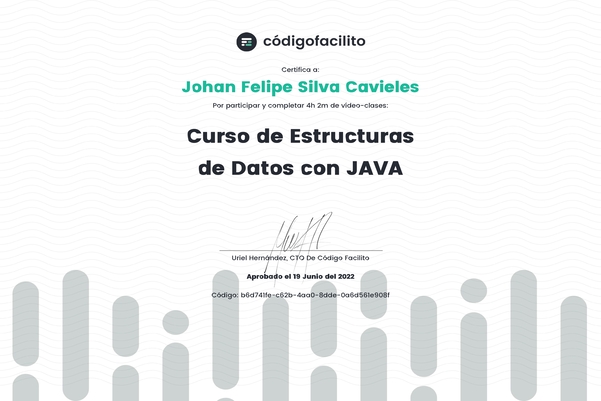 códigofacilito
Certifica a:
Johan Felipe Silva Cavieles
Por participar y completar 4h 2m de video-clases:
Curso de Estructuras
de Datos con JAVA
Uriel Hernández, CTO De Código Facilito
Aprobado el 19 Junio del 2022
Código: b6d741fe-c62b-4aa0-8dde-0a6d561e908f